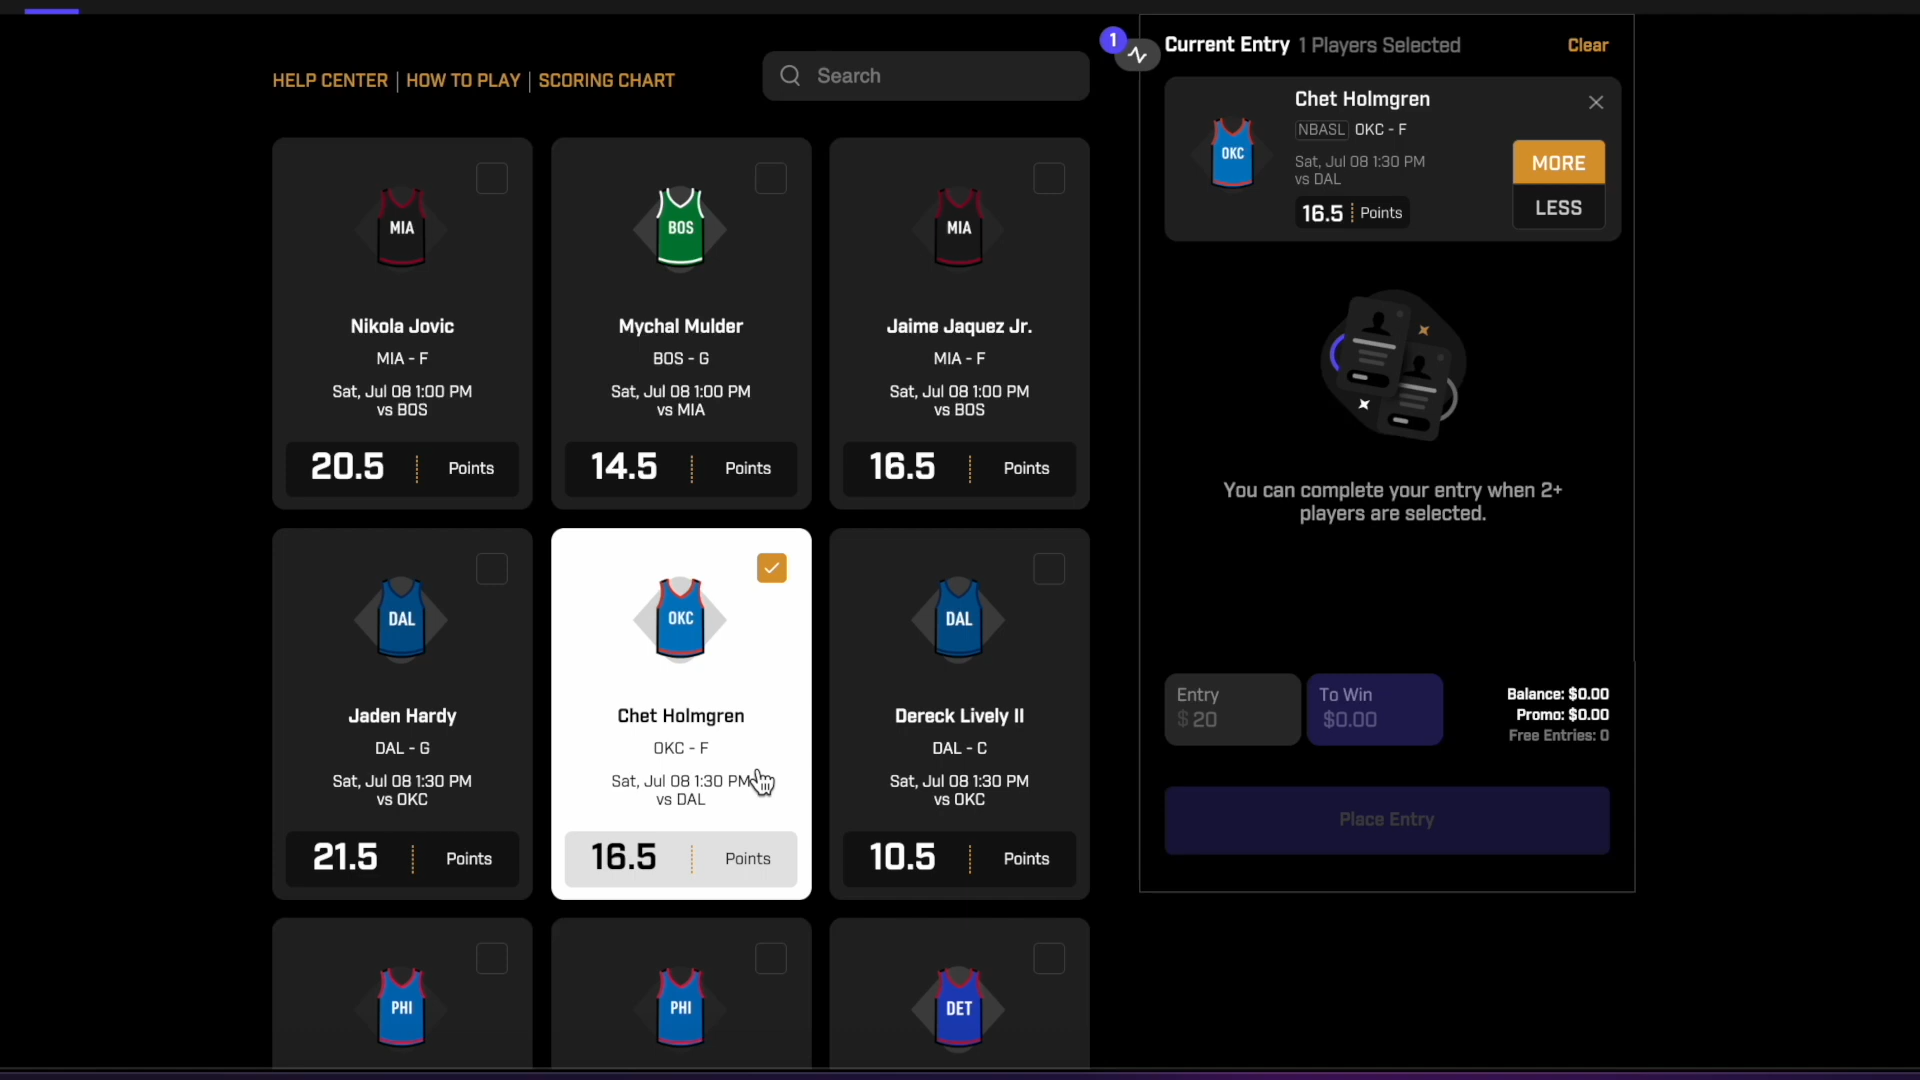 HELP CENTER | HOW TO PLAY | SCORING CHART
Search
MIA
Nikola Jovic
MIA - F
Sat, Jul 08 1:00 PM
vs BOS
20.5 Points
BOS
Mychal Mulder
BOS - G
Sat, Jul 08 1:00 PM
vs MIA
14.5 Points
MIA
Jaime Jaquez Jr.
MIA - F
Sat, Jul 08 1:00 PM
vs BOS
16.5 Points
DAL
Jaden Hardy
DAL - G
Sat, Jul 08 1:30 PM
vs OKC
21.5 Points
OKC
Chet Holmgren
OKC - F
Sat, Jul 08 1:30 PM
vs DAL
16.5 Points
DAL
Dereck Lively II
DAL - C
Sat, Jul 08 1:30 PM
vs OKC
10.5 Points
PHI
PHI
DET
1
Current Entry 1 Players Selected
Clear
OKC
Chet Holmgren
NBASL OKC - F
Sat, Jul 08 1:30 PM
vs DAL
16.5 Points
MORE
LESS
You can complete your entry when 2+
players are selected.
Entry
$ 20
To Win
$0.00
Balance: $0.00
Promo: $0.00
Free Entries: 0
Place Entry